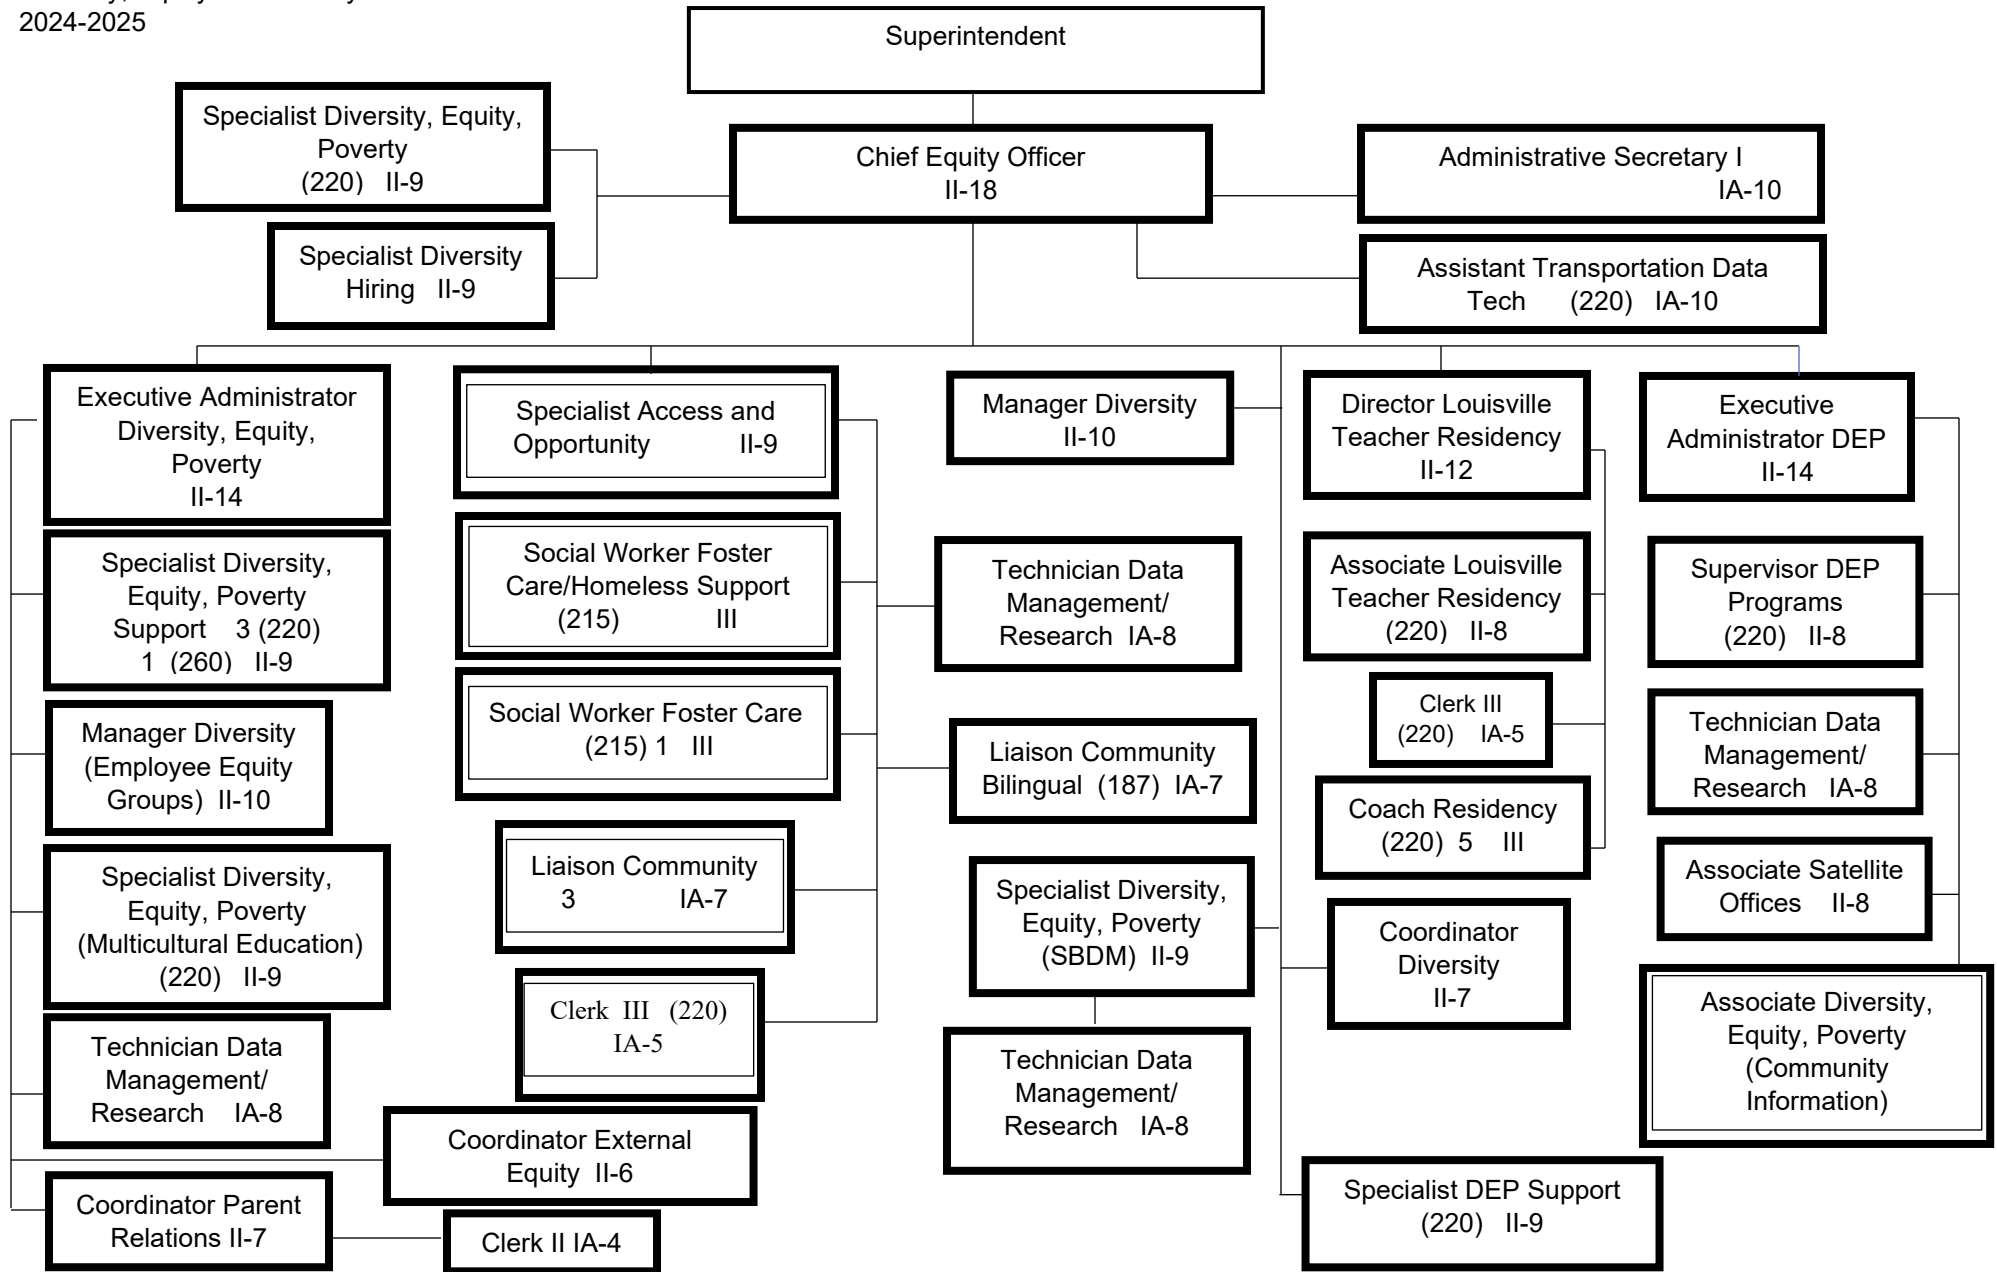 2024-2025
Superintendent
Specialist Diversity, Equity,
Poverty
(220) II-9
Chief Equity Officer
II-18
Administrative Secretary I
IA-10
Specialist Diversity
Hiring II-9
Assistant Transportation Data
Tech (220) IA-10
Executive Administrator
Diversity, Equity,
Poverty
II-14
Specialist Diversity,
Equity, Poverty
Support 3 (220)
1 (260) II-9
Manager Diversity
(Employee Equity
Groups) II-10
Specialist Diversity,
Equity, Poverty
(Multicultural Education)
(220) II-9
Technician Data
Management/
Research IA-8
Coordinator External
Equity II-6
Coordinator Parent
Relations II-7
Clerk II IA-4
Specialist Access and
Opportunity II-9
Social Worker Foster
Care/Homeless Support
(215) III
Social Worker Foster Care
(215) 1 III
Liaison Community
3 IA-7
Clerk III (220)
IA-5
Manager Diversity
II-10
Technician Data
Management/
Research IA-8
Liaison Community
Bilingual (187) IA-7
Specialist Diversity,
Equity, Poverty
(SBDM) II-9
Technician Data
Management/
Research IA-8
Director Louisville
Teacher Residency
II-12
Associate Louisville
Teacher Residency
(220) II-8
Clerk III
(220) IA-5
Coach Residency
(220) 5 III
Coordinator
Diversity
II-7
Specialist DEP Support
(220) II-9
Executive
Administrator DEP
II-14
Supervisor DEP
Programs
(220) II-8
Technician Data
Management/
Research IA-8
Associate Satellite
Offices II-8
Associate Diversity,
Equity, Poverty
(Community
Information)